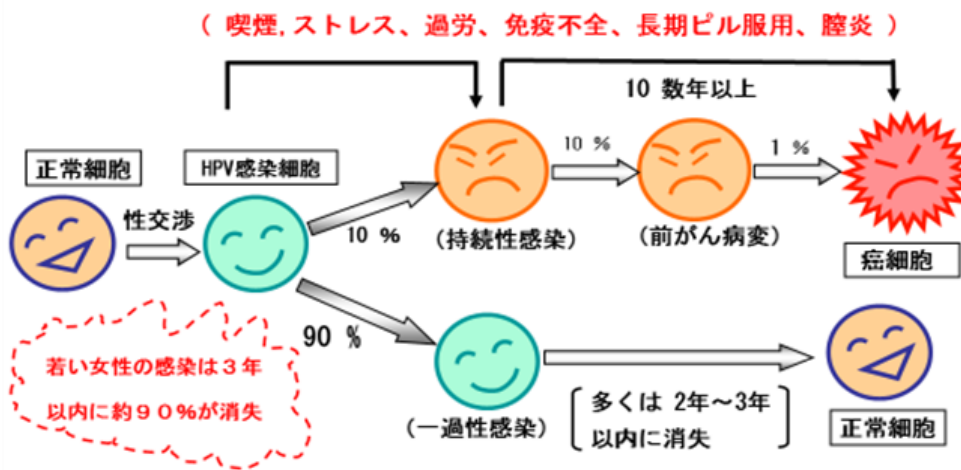 ( 喫煙,ストレス、過労、免疫不全、長期ピル服用、膣炎 )
10 数年以上
正常細胞
HPV感染細胞
性交渉
10 %
10 %
1 %
(持続性感染)
(前がん病変)
癌細胞
90 %
若い女性の感染は３年
以内に約９０%が消失
(一過性感染)
多くは 2年～3年
以内に消失
正常細胞